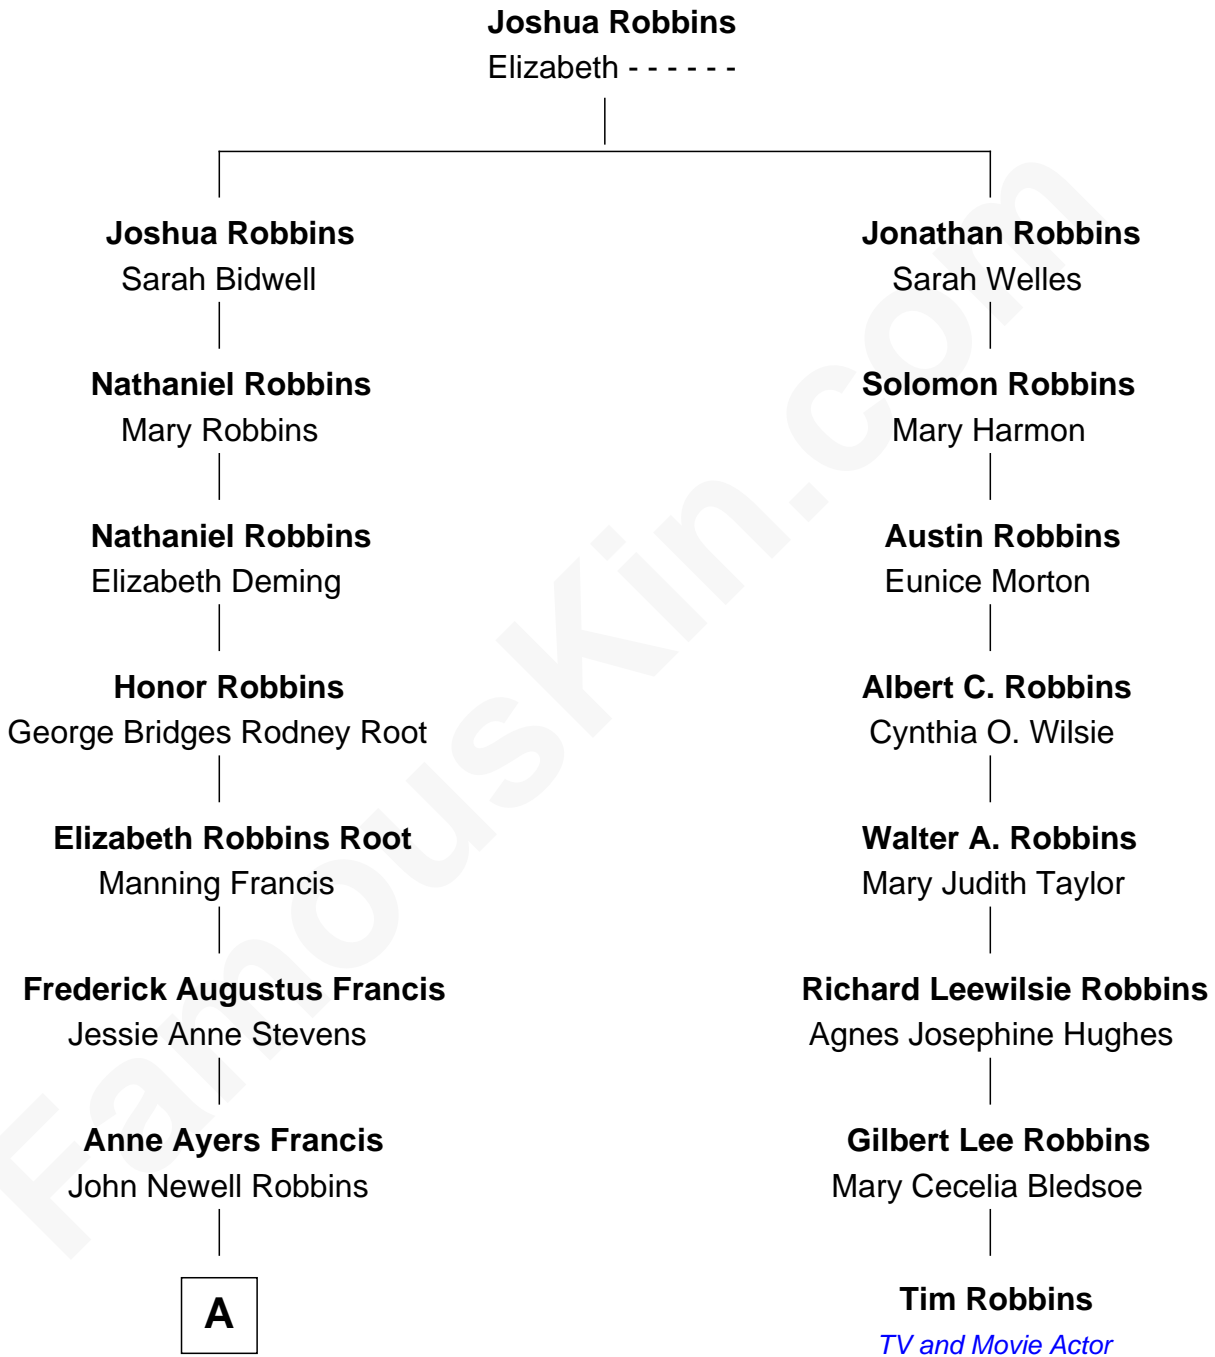 Joshua Robbins
Elizabeth - - - - - -
Joshua Robbins
Sarah Bidwell
Nathaniel Robbins
Mary Robbins
Nathaniel Robbins
Elizabeth Deming
Honor Robbins
George Bridges Rodney Root
Elizabeth Robbins Root
Manning Francis
Frederick Augustus Francis
Jessie Anne Stevens
Anne Ayers Francis
John Newell Robbins
A
Jonathan Robbins
Sarah Welles
Solomon Robbins
Mary Harmon
Austin Robbins
Eunice Morton
Albert C. Robbins
Cynthia O. Wilsie
Walter A. Robbins
Mary Judith Taylor
Richard Leewilsie Robbins
Agnes Josephine Hughes
Gilbert Lee Robbins
Mary Cecelia Bledsoe
Tim Robbins
TV and Movie Actor
FamousKin.com